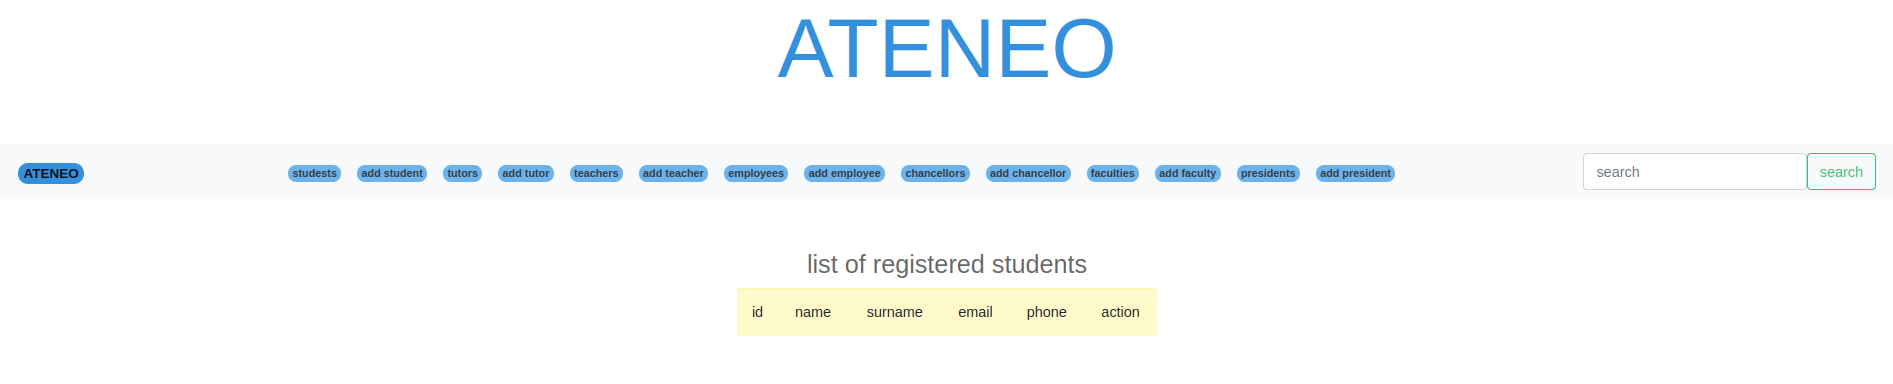 ATENEO
ATENEO students add student tutors add tutor teachers add teacher employees add employee chancellors add chancellor faculties add faculty presidents add president search search
list of registered students
id name surname email phone action